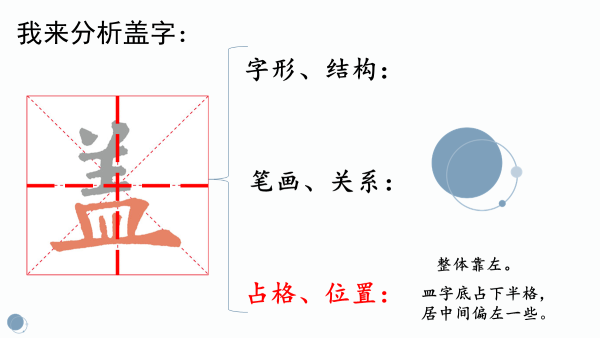 我来分析盖字：
字形、结构：
盖
笔画、关系：
占格、位置：
整体靠左。
皿字底占下半格，
居中间偏左一些。